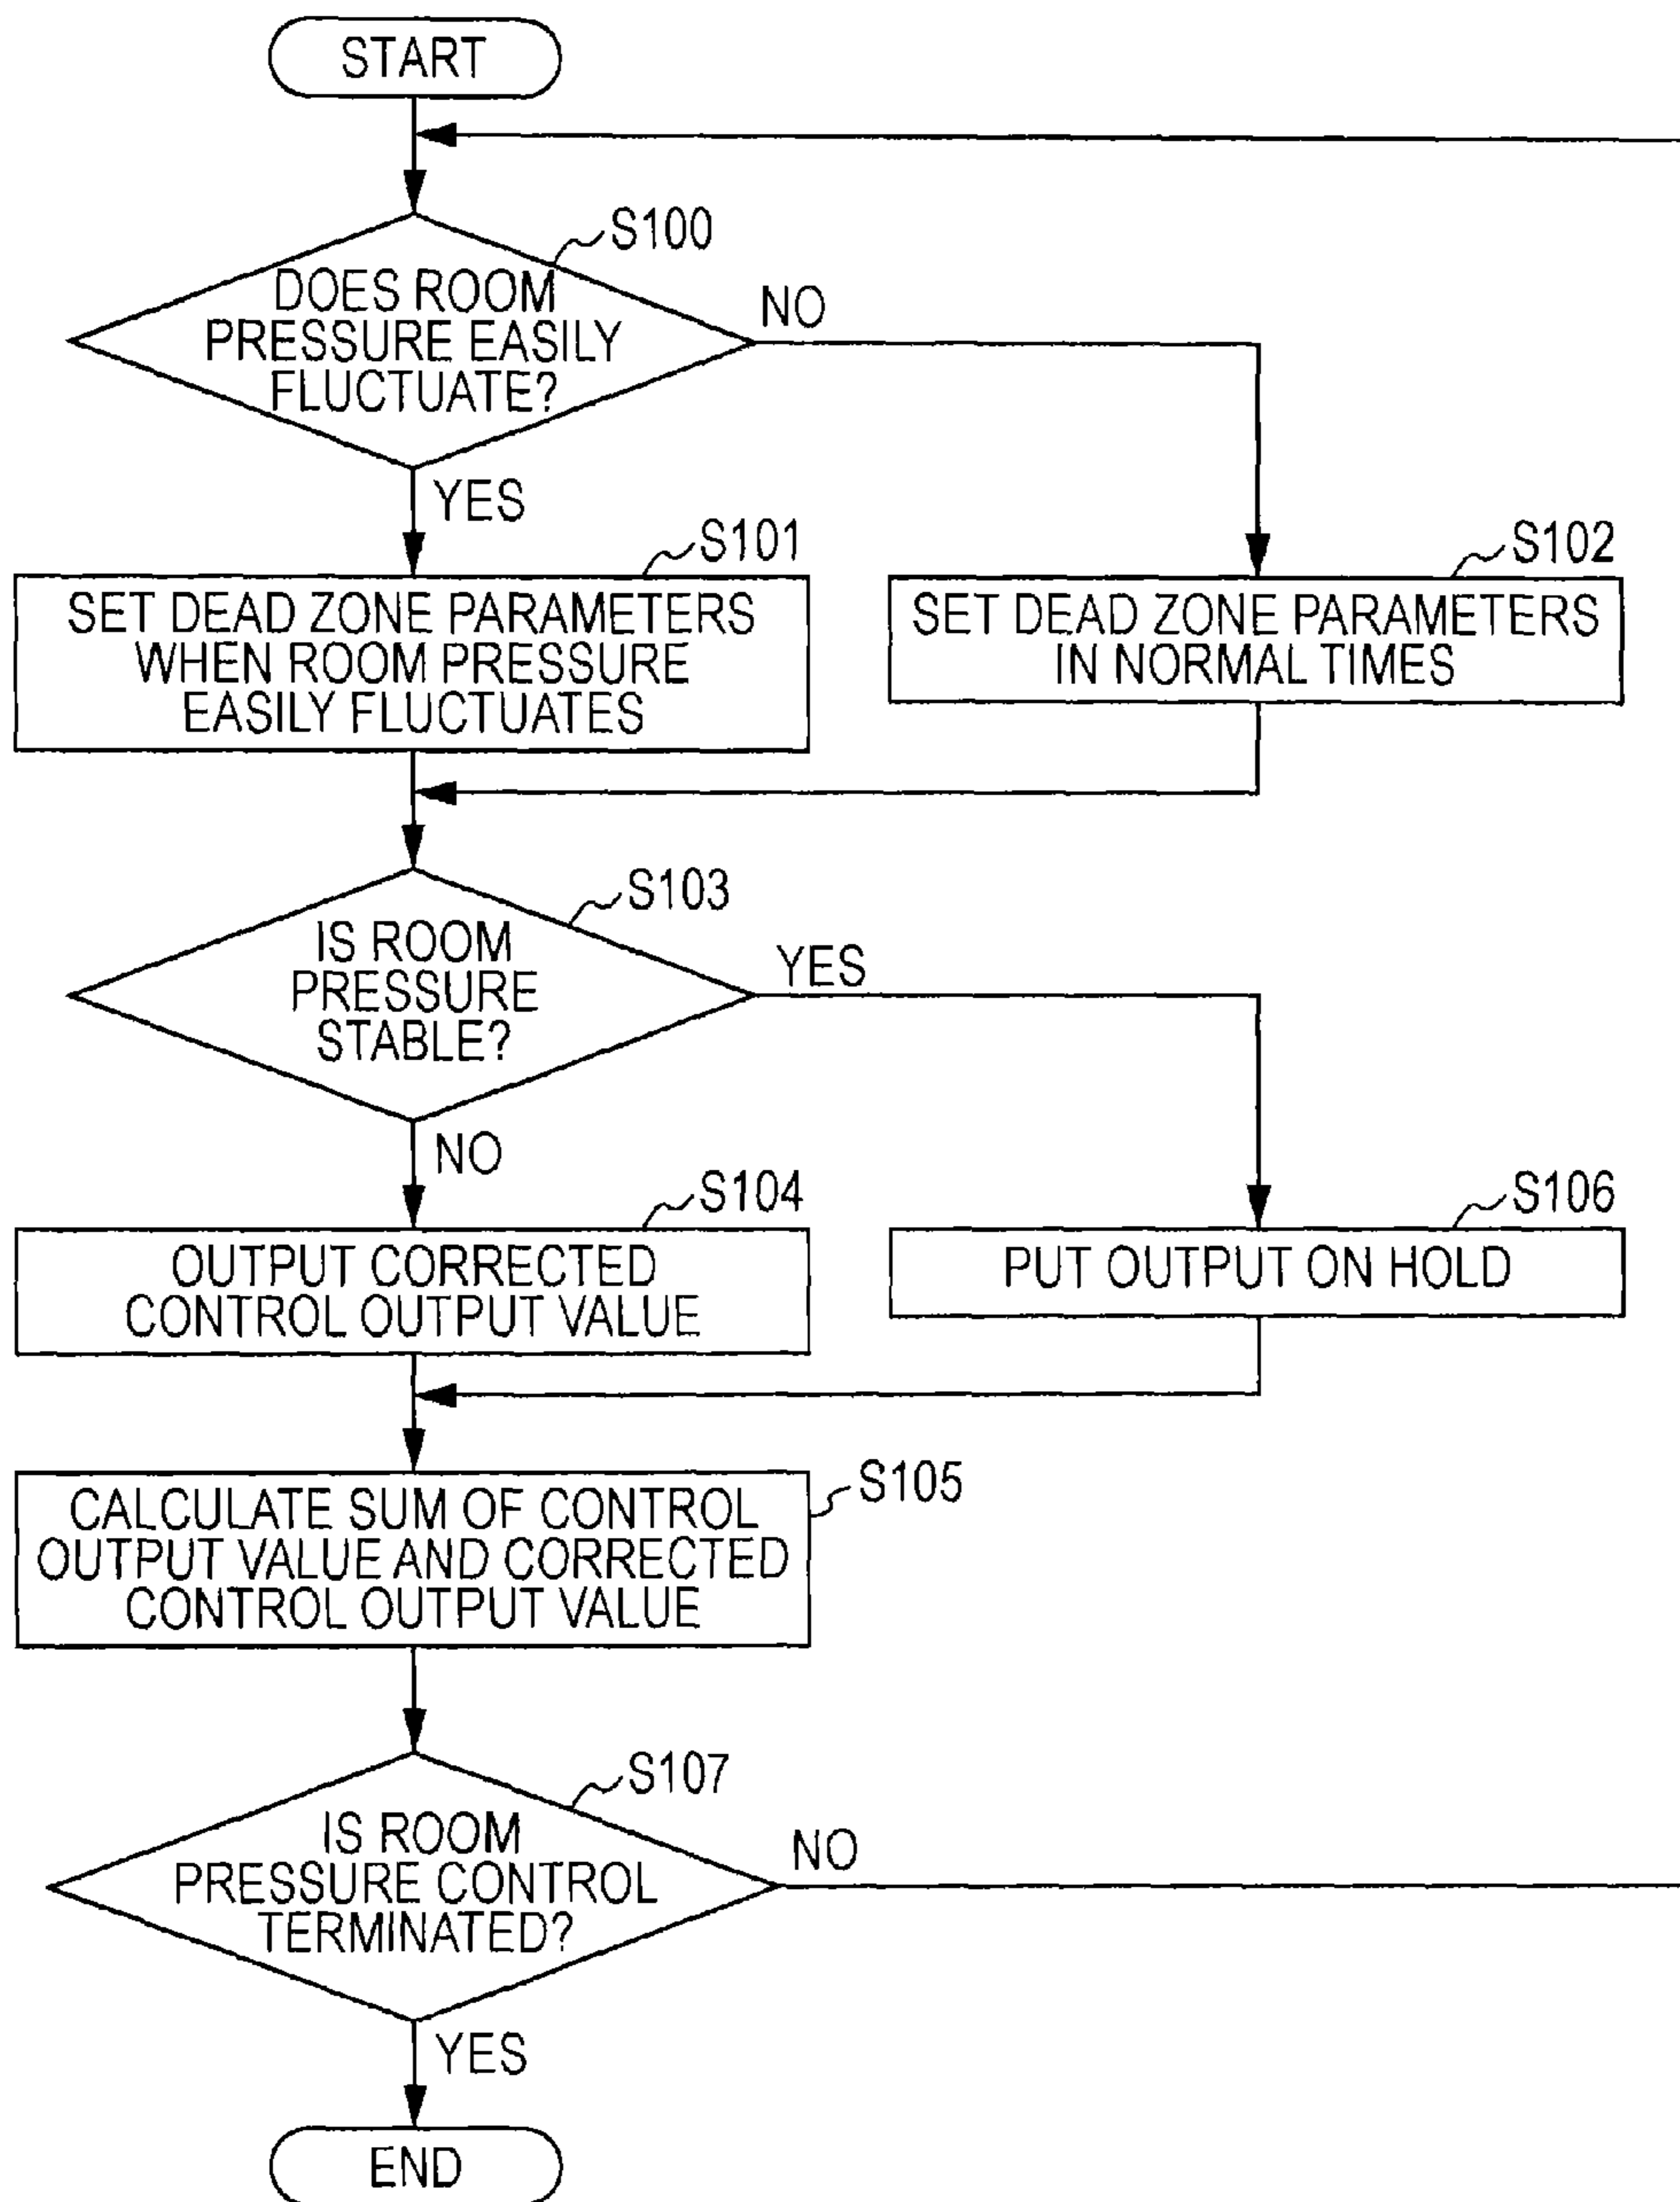 START
S100
DOES ROOM
PRESSURE EASILY
FLUCTUATE?
NO
YES
S101
SET DEAD ZONE PARAMETERS
WHEN ROOM PRESSURE
EASILY FLUCTUATES
S102
SET DEAD ZONE PARAMETERS
IN NORMAL TIMES
S103
IS ROOM
PRESSURE
STABLE?
YES
NO
S104
OUTPUT CORRECTED
CONTROL OUTPUT VALUE
S106
PUT OUTPUT ON HOLD
S105
CALCULATE SUM OF CONTROL
OUTPUT VALUE AND CORRECTED
CONTROL OUTPUT VALUE
S107
IS ROOM
PRESSURE CONTROL
TERMINATED?
NO
YES
END